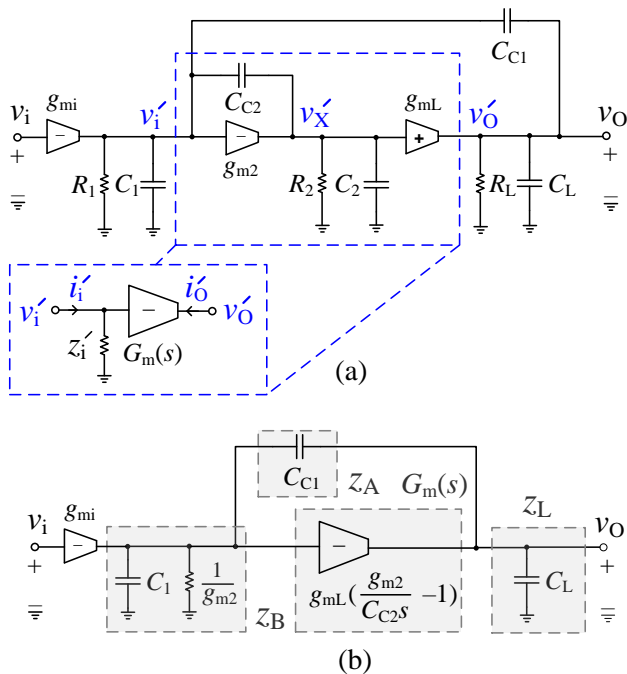 C_C1
g_mi
C_C2
g_mL
v_i
v_i′
v_X′
v_O′
v_O
− − +
g_m2
+ R_1 C_1 R_2 C_2 R_L C_L +
i_i′ i_O′
v_i′ − v_O′
z_i′ G_m(s)
(a)
C_C1 z_A G_m(s)
z_L
v_i g_mi v_O
− −
+ C_1 1/g_m2 g_mL(g_m2/C_C2s −1) C_L +
z_B
(b)